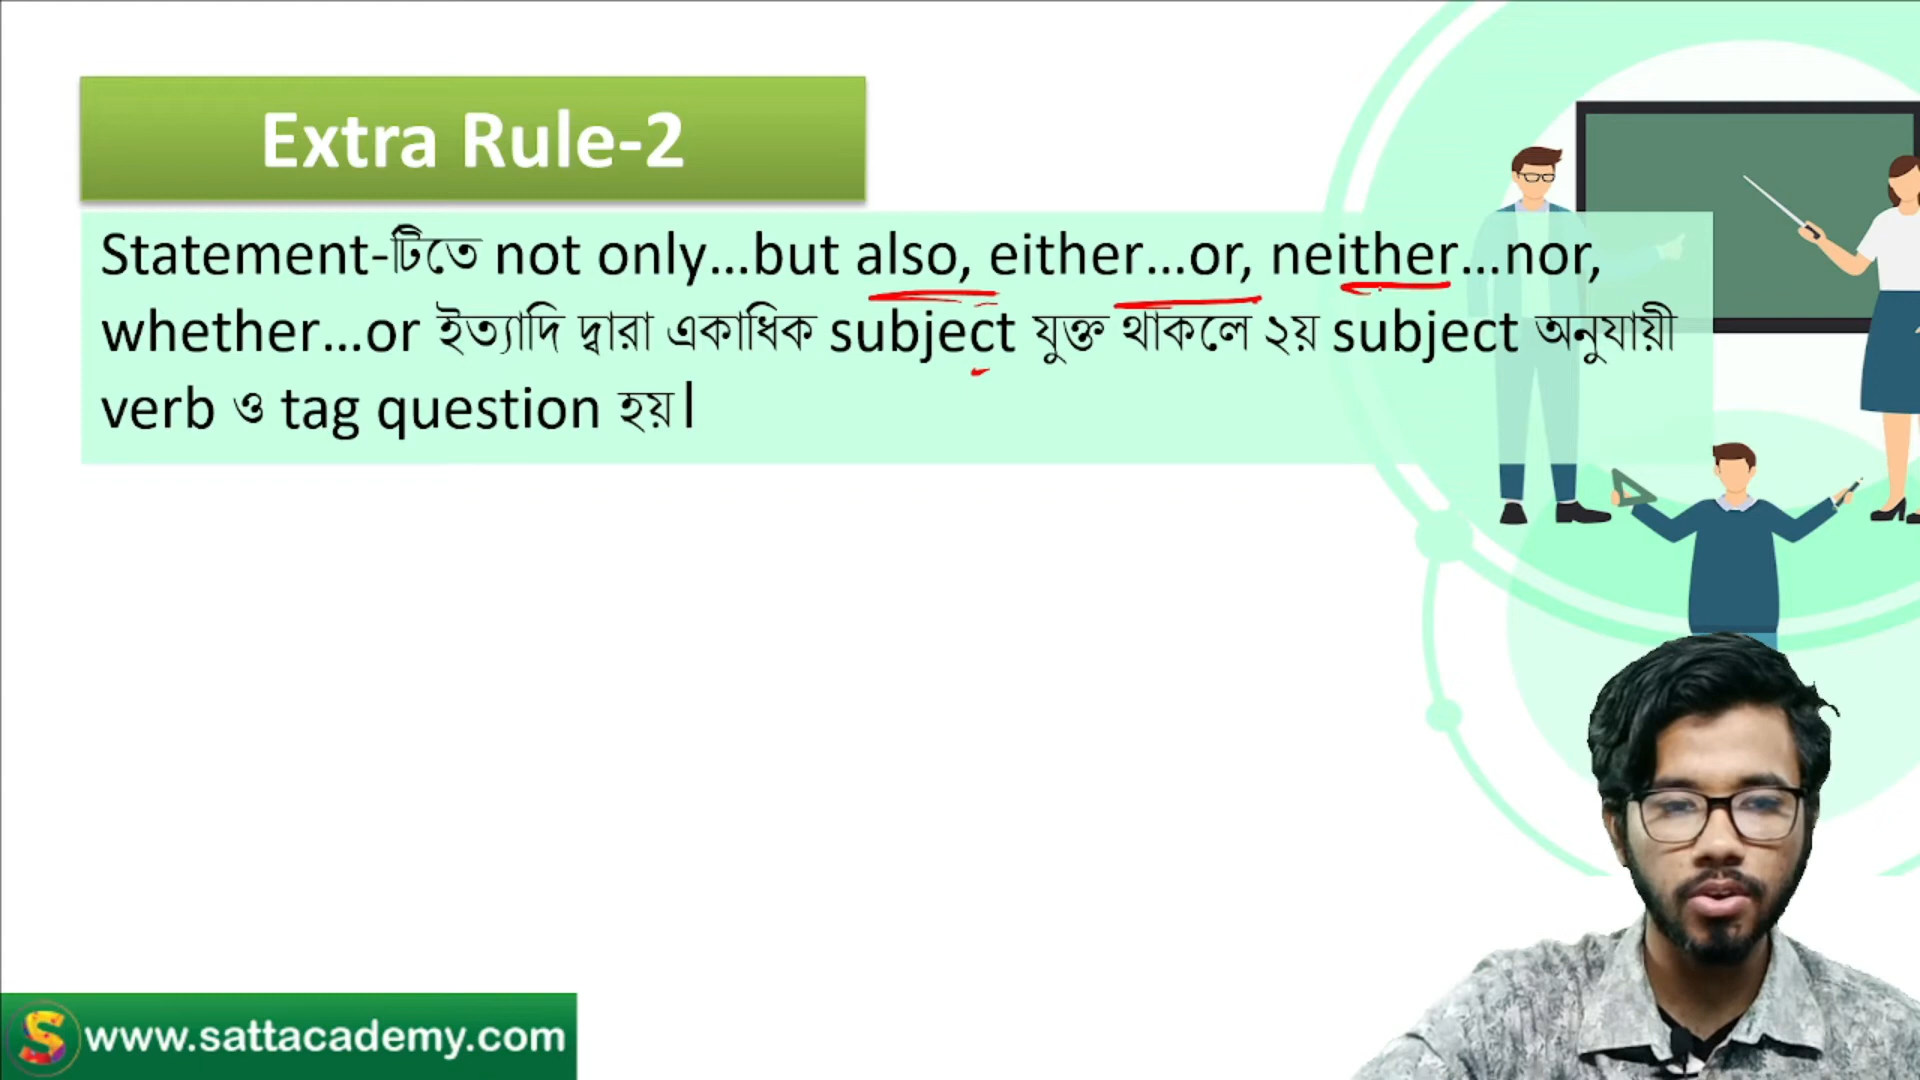 Extra Rule-2
Statement-টিতে not only...but also, either...or, neither...nor,
whether...or ইত্যাদি দ্বারা একাধিক subject যুক্ত থাকলে ২য় subject অনুযায়ী
verb ও tag question হয়।
www.sattacademy.com